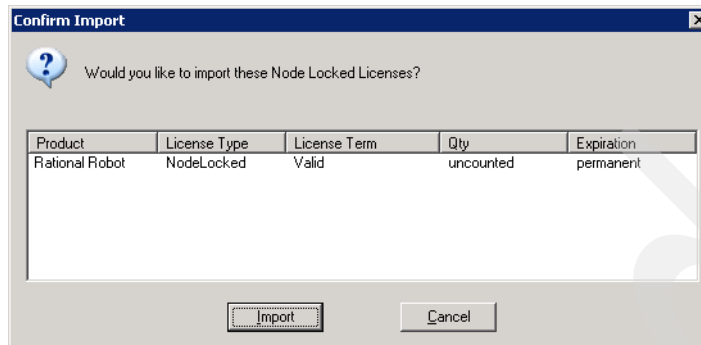 Confirm Import
Would you like to import these Node Locked Licenses?
Product License Type License Term Qty Expiration
Rational Robot NodeLocked Valid uncounted permanent
Import Cancel